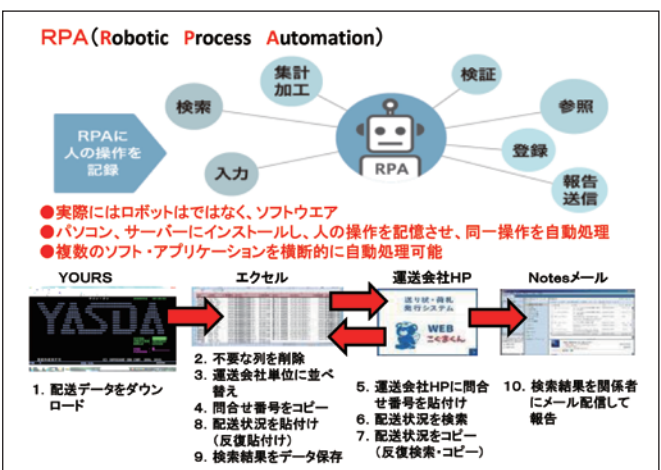 RPA(Robotic Process Automation)
集計
加工
検証
検索
参照
RPAに
人の操作を
記録
RPA
登録
入力
報告
送信
●実際にはロボットはではなく、ソフトウエア
●パソコン、サーバーにインストールし、人の操作を記憶させ、同一操作を自動処理
●複数のソフト・アプリケーションを横断的に自動処理可能
YOURS
エクセル
運送会社HP
Notesメール
YASDA
送り状・荷札
発行システム
WEB
こぐまくん
1. 配送データをダウン
ロード
2. 不要な列を削除
3. 運送会社単位に並べ
替え
4. 問合せ番号をコピー
8. 配送状況を貼付け
(反復貼付け)
9. 検索結果をデータ保存
5. 運送会社HPに問合
せ番号を貼付け
6. 配送状況を検索
7. 配送状況をコピー
(反復検索・コピー)
10. 検索結果を関係者
にメール配信して
報告